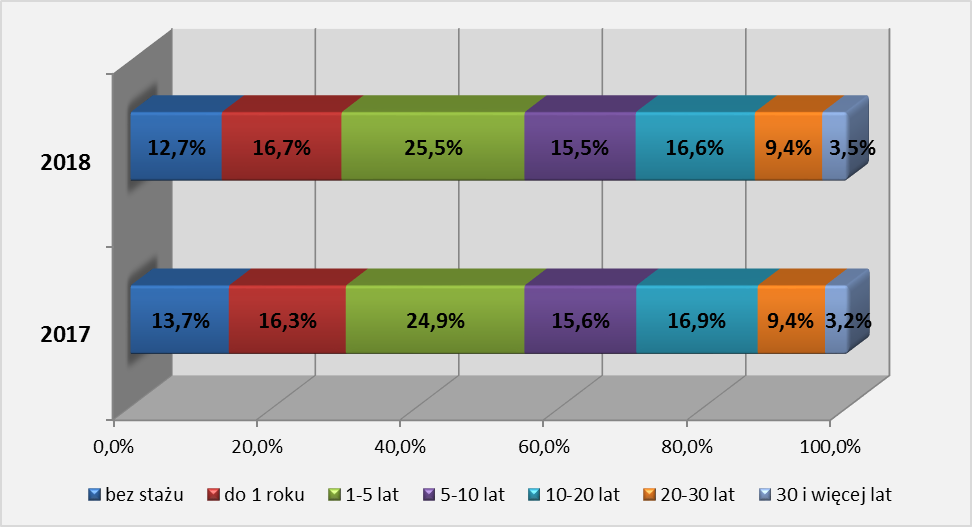 2018
12,7% 16,7% 25,5% 15,5% 16,6% 9,4% 3,5%
2017
13,7% 16,3% 24,9% 15,6% 16,9% 9,4% 3,2%
0,0% 20,0% 40,0% 60,0% 80,0% 100,0%
bez stażu do 1 roku 1-5 lat 5-10 lat 10-20 lat 20-30 lat 30 i więcej lat